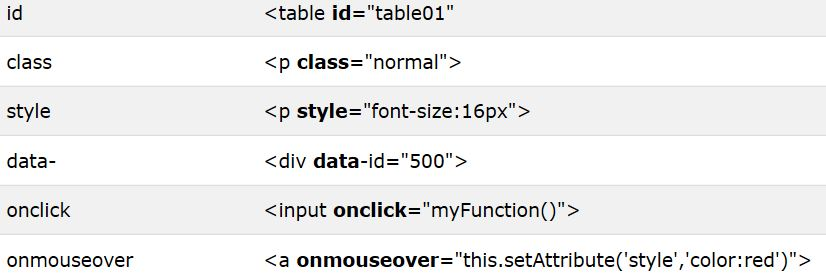 id <table id="table01"
class <p class="normal">
style <p style="font-size:16px">
data- <div data-id="500">
onclick <input onclick="myFunction()">
onmouseover <a onmouseover="this.setAttribute('style','color:red')">